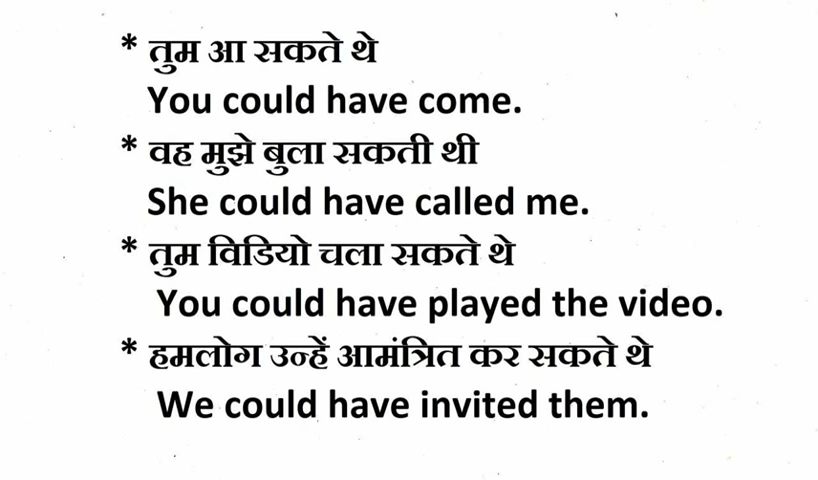 * तुम आ सकते थे
You could have come.
* वह मुझे बुला सकती थी
She could have called me.
* तुम विडियो चला सकते थे
You could have played the video.
* हमलोग उन्हें आमंत्रित कर सकते थे
We could have invited them.